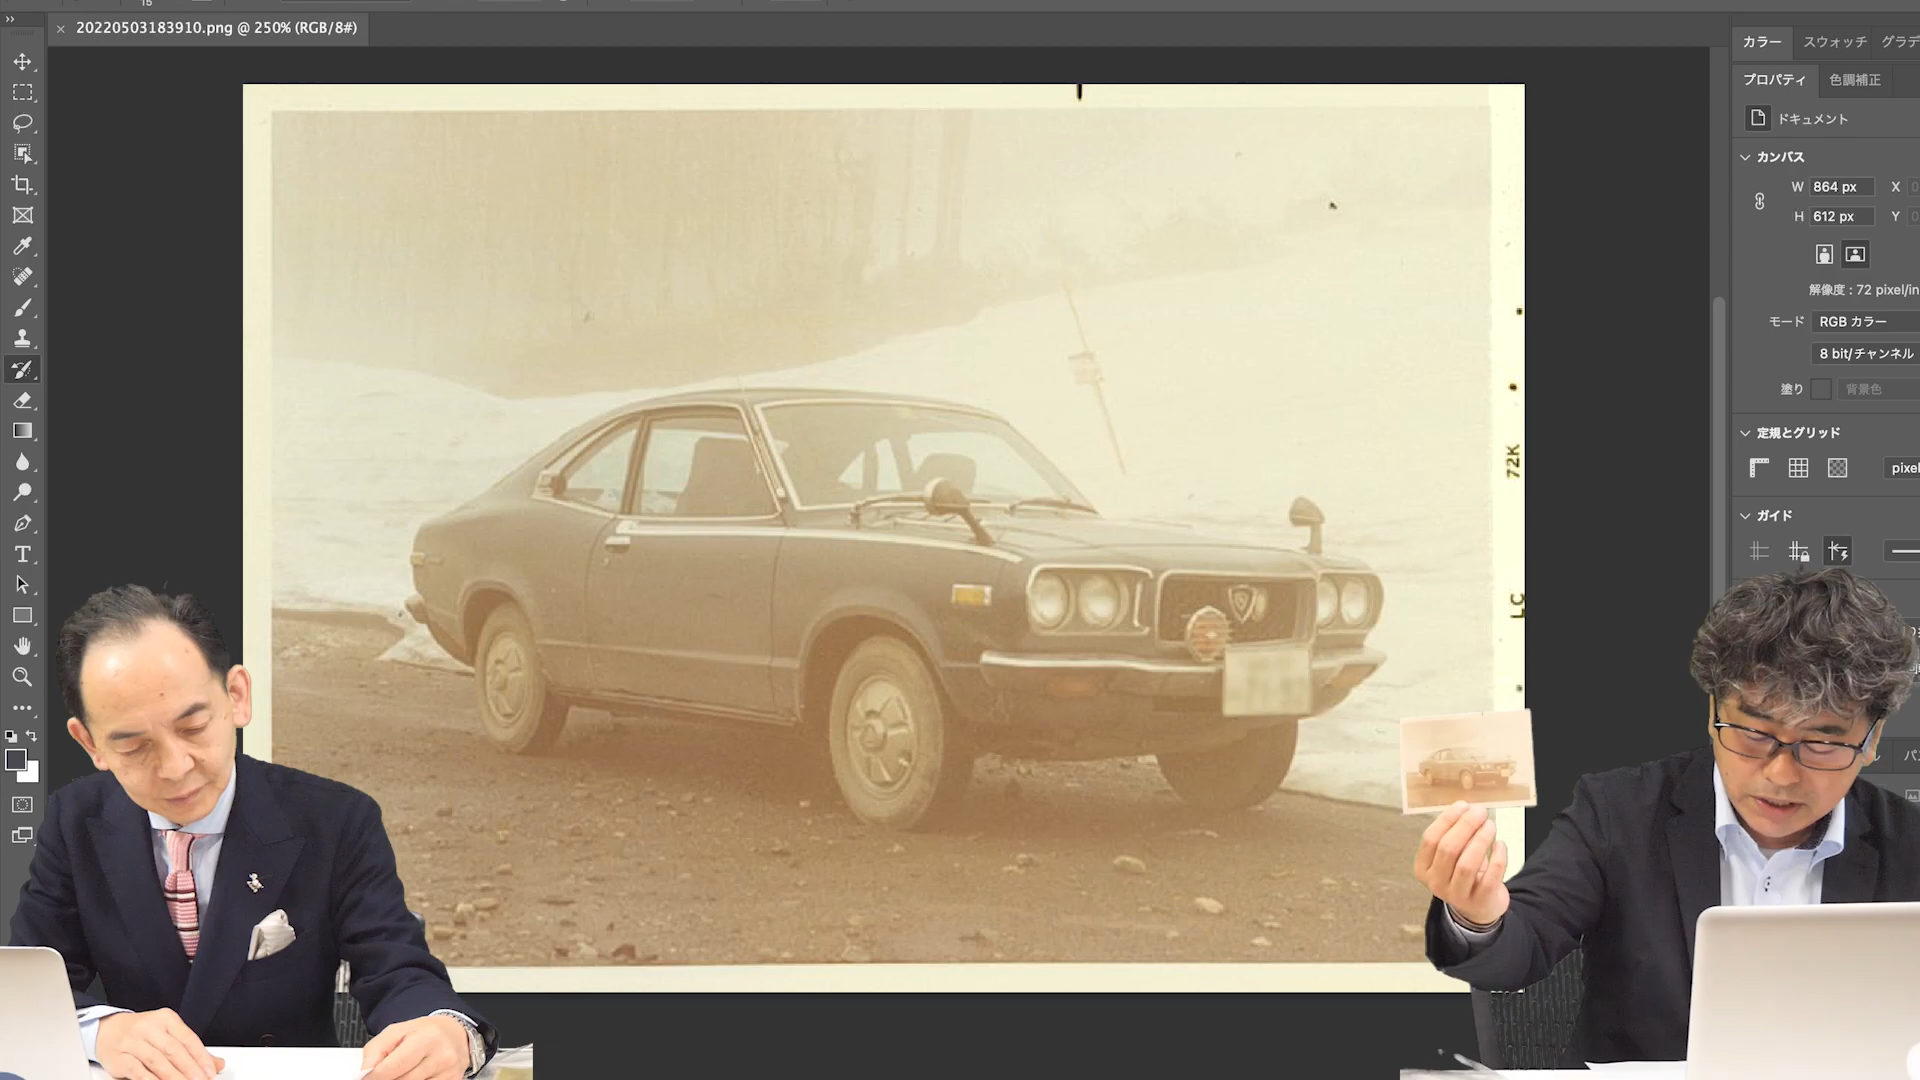 15
20220503183910.png @ 250% (RGB/8#)
カラー
スウォッチ
グラデ
プロパティ
色調補正
ドキュメント
カンバス
W 864 px X 0
H 612 px Y 0
解像度 : 72 pixel/in
モード RGB カラー
8 bit/チャンネル
塗り 背景色
定規とグリッド
pixel
ガイド
72K
LC